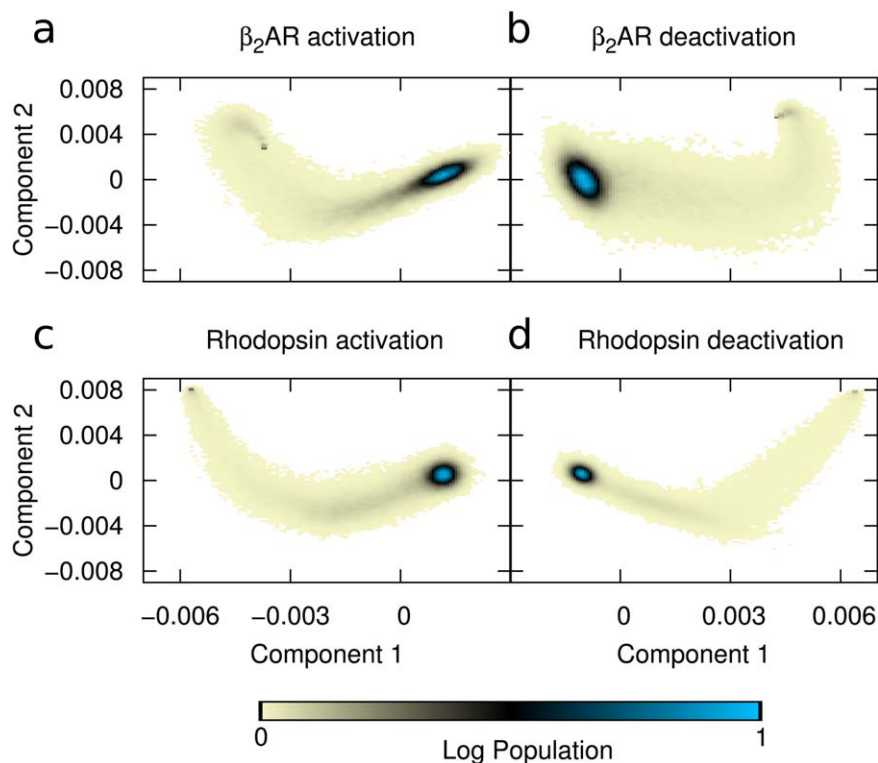 a β₂AR activation b β₂AR deactivation
0.008
0.004
0
−0.004
−0.008
Component 2
c Rhodopsin activation d Rhodopsin deactivation
0.008
0.004
0
−0.004
−0.008
Component 2
−0.006 −0.003 0 0 0.003 0.006
Component 1 Component 1
0 1
Log Population